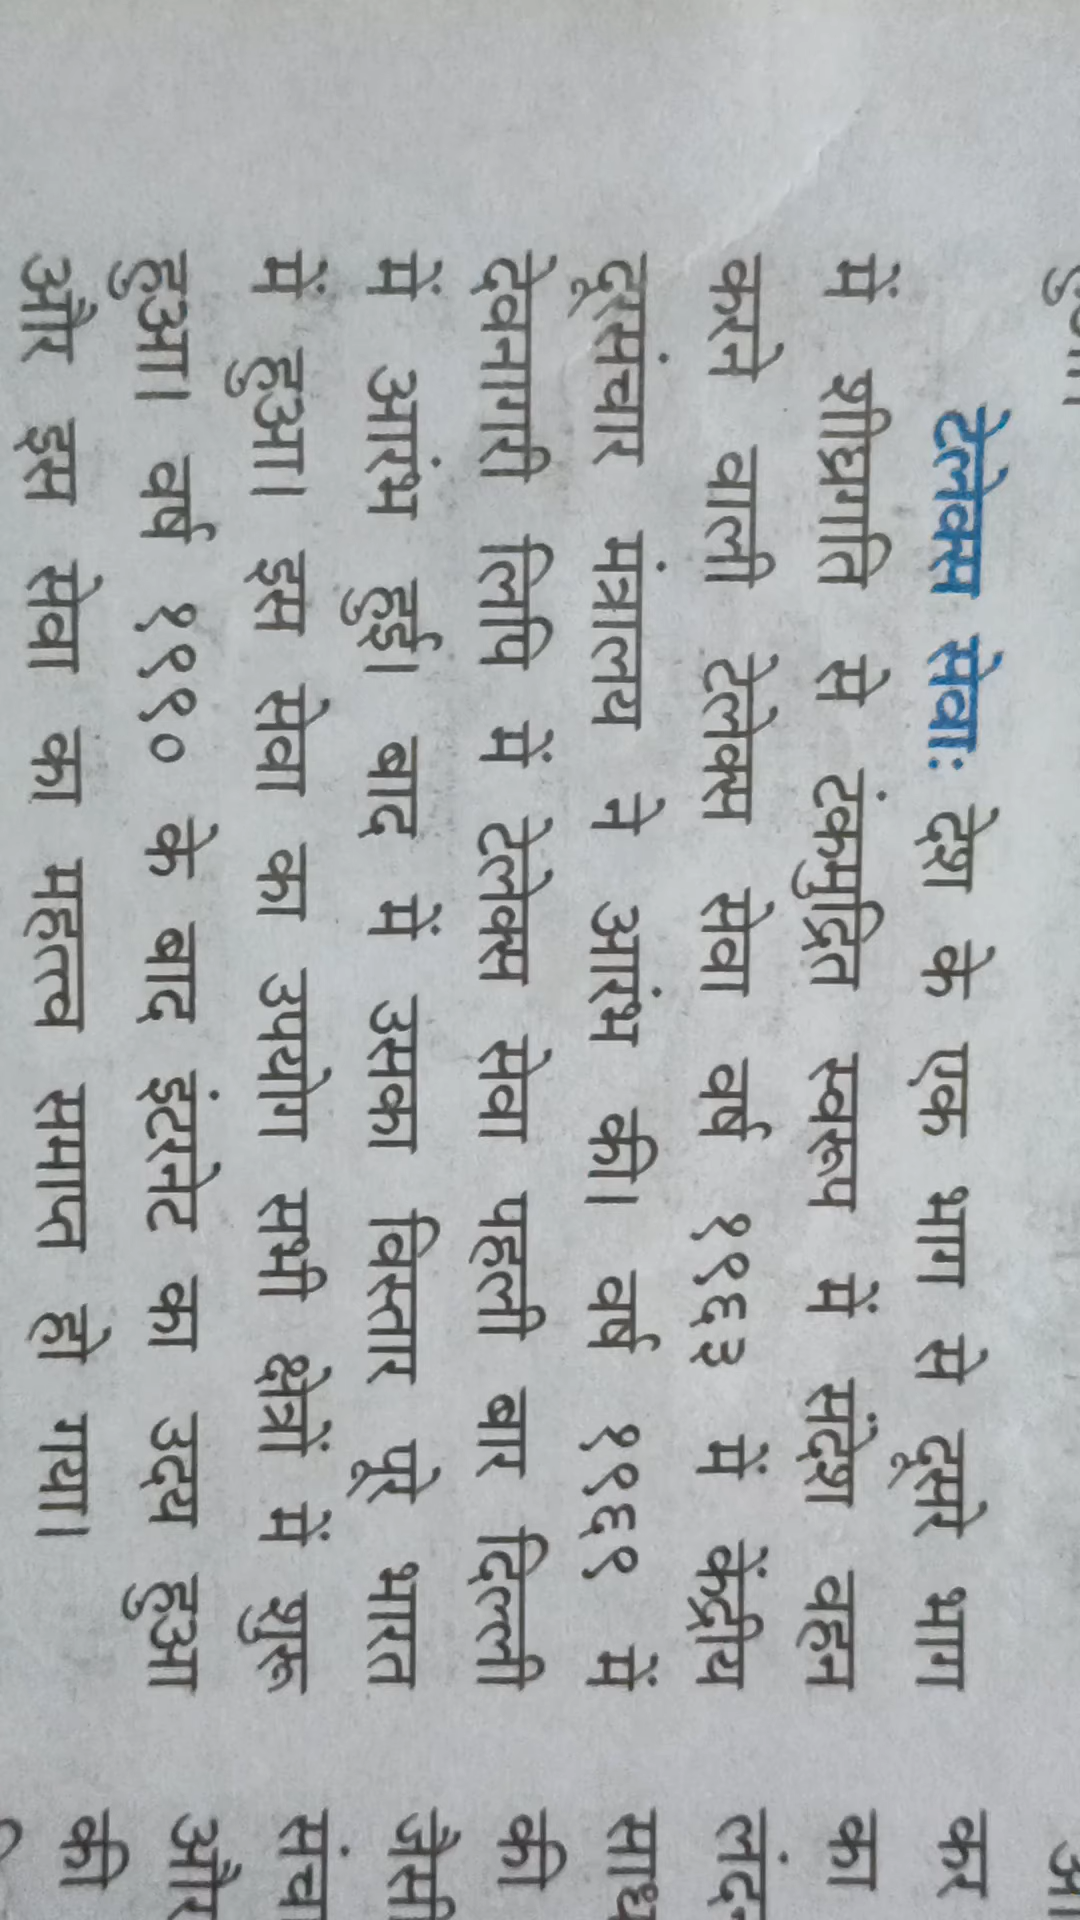 टेलेक्स सेवाः देश के एक भाग से दूसरे भाग
में शीघ्रगति से टंकमुद्रित स्वरूप में संदेश वहन
करने वाली टेलेक्स सेवा वर्ष १९६३ में केंद्रीय
दूरसंचार मंत्रालय ने आरंभ की। वर्ष १९६९ में
देवनागरी लिपि में टेलेक्स सेवा पहली बार दिल्ली
में आरंभ हुई। बाद में उसका विस्तार पूरे भारत
में हुआ। इस सेवा का उपयोग सभी क्षेत्रों में शुरू
हुआ। वर्ष १९९० के बाद इंटरनेट का उदय हुआ
और इस सेवा का महत्त्व समाप्त हो गया।
कर
का
की
जैसी
और
की